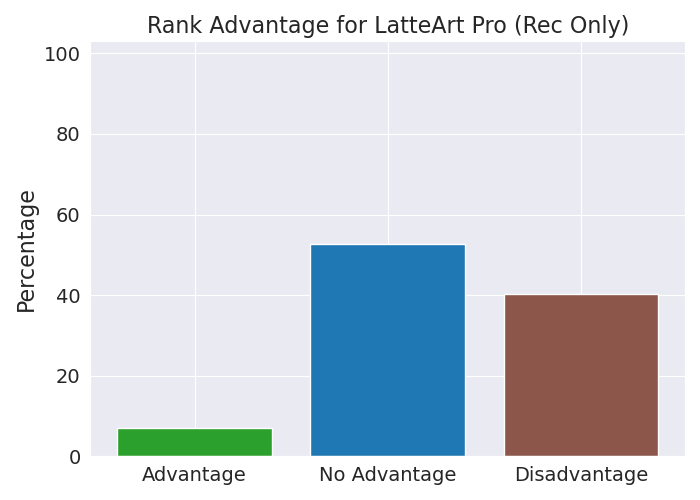 Rank Advantage for LatteArt Pro (Rec Only)
100
80
60
40
20
0
Percentage
Advantage
No Advantage
Disadvantage